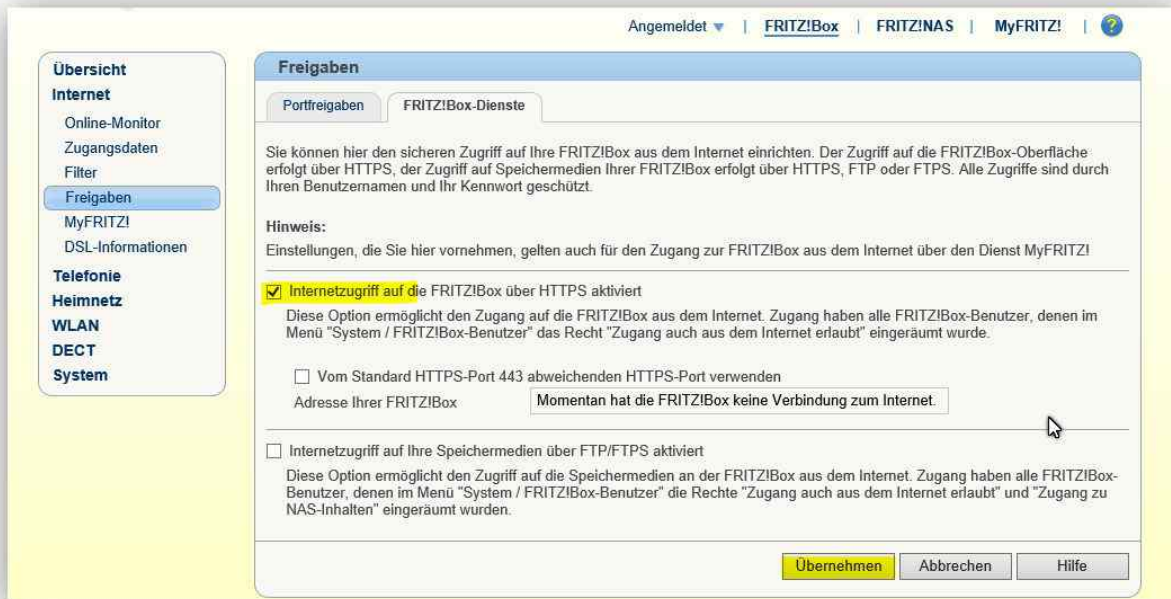 Angemeldet | FRITZ!Box | FRITZ!NAS | MyFRITZ! | ?
Übersicht
Internet
Online-Monitor
Zugangsdaten
Filter
Freigaben
MyFRITZ!
DSL-Informationen
Telefonie
Heimnetz
WLAN
DECT
System
Freigaben
Portfreigaben FRITZ!Box-Dienste
Sie können hier den sicheren Zugriff auf Ihre FRITZ!Box aus dem Internet einrichten. Der Zugriff auf die FRITZ!Box-Oberfläche
erfolgt über HTTPS, der Zugriff auf Speichermedien Ihrer FRITZ!Box erfolgt über HTTPS, FTP oder FTPS. Alle Zugriffe sind durch
Ihren Benutzernamen und Ihr Kennwort geschützt.
Hinweis:
Einstellungen, die Sie hier vornehmen, gelten auch für den Zugang zur FRITZ!Box aus dem Internet über den Dienst MyFRITZ!
Internetzugriff auf die FRITZ!Box über HTTPS aktiviert
Diese Option ermöglicht den Zugang auf die FRITZ!Box aus dem Internet. Zugang haben alle FRITZ!Box-Benutzer, denen im
Menü "System / FRITZ!Box-Benutzer" das Recht "Zugang auch aus dem Internet erlaubt" eingeräumt wurde.
Vom Standard HTTPS-Port 443 abweichenden HTTPS-Port verwenden
Adresse Ihrer FRITZ!Box Momentan hat die FRITZ!Box keine Verbindung zum Internet.
Internetzugriff auf Ihre Speichermedien über FTP/FTPS aktiviert
Diese Option ermöglicht den Zugriff auf die Speichermedien an der FRITZ!Box aus dem Internet. Zugang haben alle FRITZ!Box-
Benutzer, denen im Menü "System / FRITZ!Box-Benutzer" die Rechte "Zugang auch aus dem Internet erlaubt" und "Zugang zu
NAS-Inhalten" eingeräumt wurden.
Übernehmen Abbrechen Hilfe